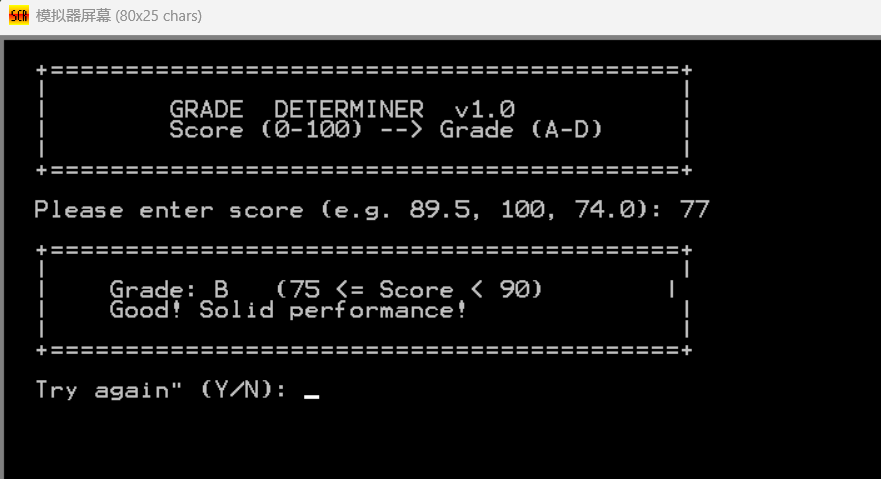 SCR 模拟器屏幕 (80x25 chars)
+==========================================+
|                                          |
|        GRADE  DETERMINER  v1.0           |
|        Score (0-100) --> Grade (A-D)     |
|                                          |
+==========================================+
Please enter score (e.g. 89.5, 100, 74.0): 77
+==========================================+
|                                          |
|    Grade: B   (75 <= Score < 90)        |
|    Good! Solid performance!              |
|                                          |
+==========================================+
Try again" (Y/N): _